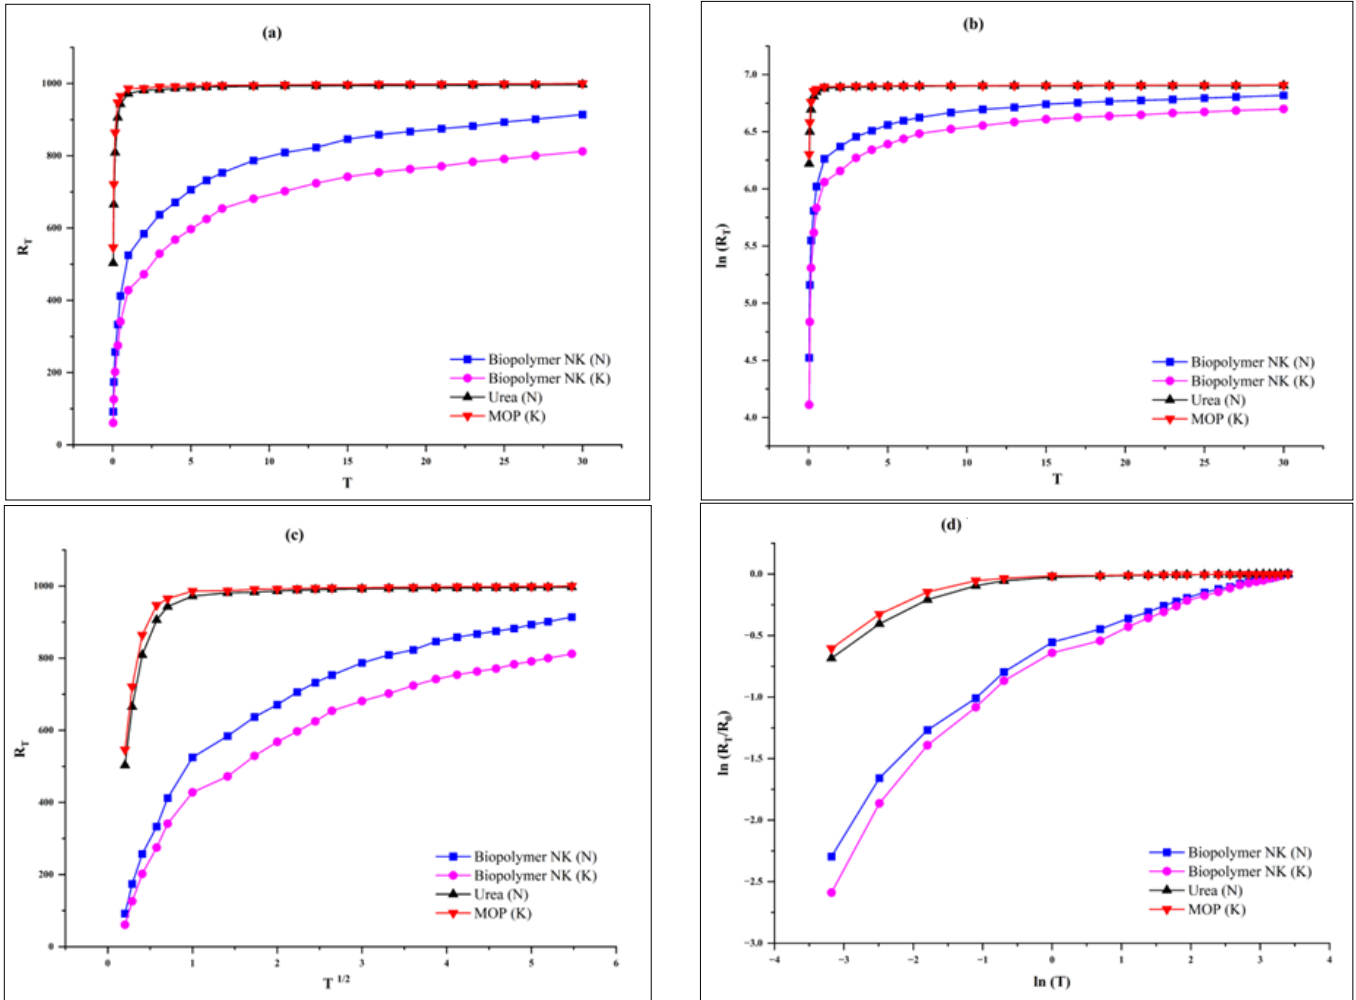 (a)
R_T
1000
800
600
400
200
0
0 5 10 15 20 25 30
T
Biopolymer NK (N)
Biopolymer NK (K)
Urea (N)
MOP (K)
(b)
ln (R_T)
7.0
6.5
6.0
5.5
5.0
4.5
4.0
0 5 10 15 20 25 30
T
Biopolymer NK (N)
Biopolymer NK (K)
Urea (N)
MOP (K)
(c)
R_T
1000
800
600
400
200
0
0 1 2 3 4 5 6
T^1/2
Biopolymer NK (N)
Biopolymer NK (K)
Urea (N)
MOP (K)
(d)
ln (R_T/R_0)
0.0
−0.5
−1.0
−1.5
−2.0
−2.5
−3.0
−4 −3 −2 −1 0 1 2 3 4
ln (T)
Biopolymer NK (N)
Biopolymer NK (K)
Urea (N)
MOP (K)